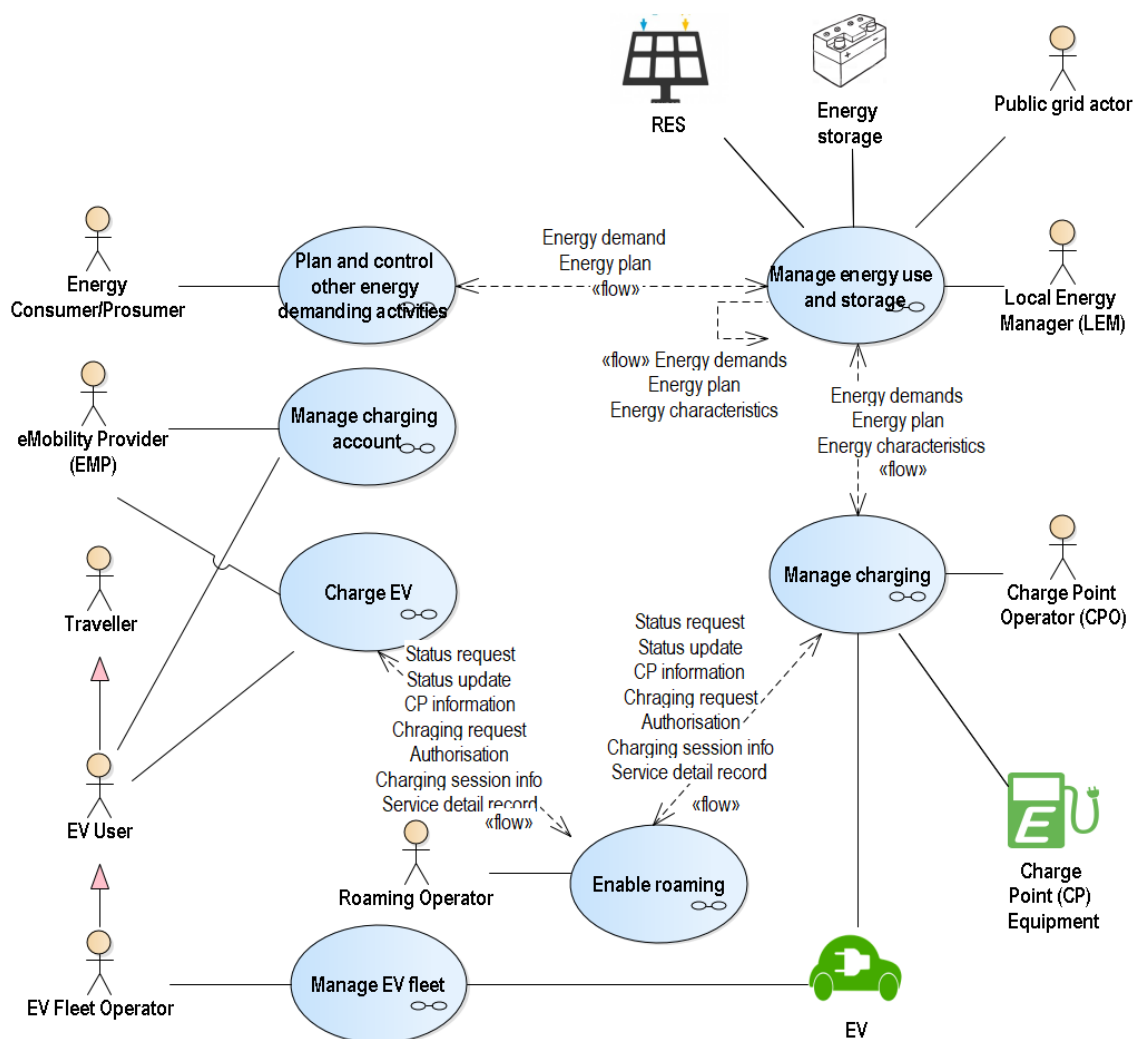 RES
Energy
storage
Public grid actor
Energy
Consumer/Prosumer
Plan and control
other energy
demanding activities
Energy demand
Energy plan
«flow»
Manage energy use
and storage
Local Energy
Manager (LEM)
«flow» Energy demands
Energy plan
Energy characteristics
Energy demands
Energy plan
Energy characteristics
«flow»
eMobility Provider
(EMP)
Manage charging
account
Traveller
Charge EV
Manage charging
Charge Point
Operator (CPO)
Status request
Status update
CP information
Chraging request
Authorisation
Charging session info
Service detail record
«flow»
Status request
Status update
CP information
Chraging request
Authorisation
Charging session info
Service detail record
«flow»
EV User
Roaming Operator
Enable roaming
E
Charge
Point (CP)
Equipment
EV Fleet Operator
Manage EV fleet
EV